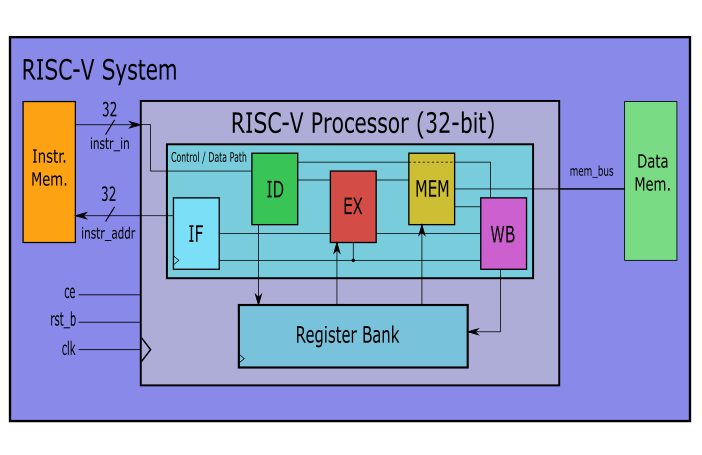 RISC-V System
32
RISC-V Processor (32-bit)
instr_in
Control / Data Path
Instr.
Mem.
ID
EX
MEM
mem_bus
Data
Mem.
32
instr_addr
IF
WB
ce
rst_b
clk
Register Bank